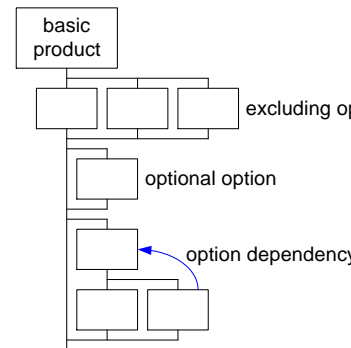 basic
product
excluding op
optional option
option dependency